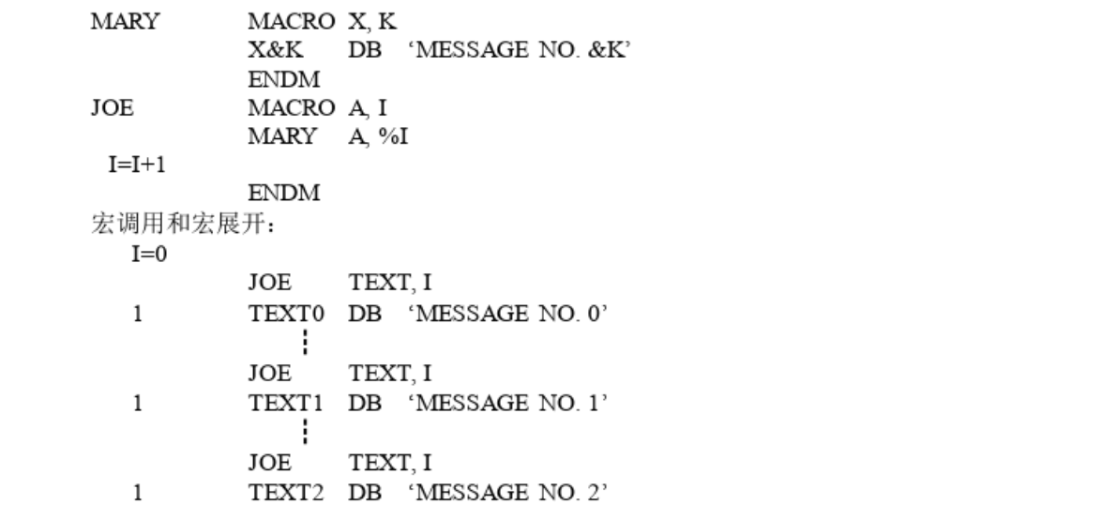 MARY MACRO X, K
X&K DB ‘MESSAGE NO. &K’
ENDM
JOE MACRO A, I
MARY A, %I
I=I+1
ENDM
宏调用和宏展开：
I=0
JOE TEXT, I
1 TEXT0 DB ‘MESSAGE NO. 0’
JOE TEXT, I
1 TEXT1 DB ‘MESSAGE NO. 1’
JOE TEXT, I
1 TEXT2 DB ‘MESSAGE NO. 2’